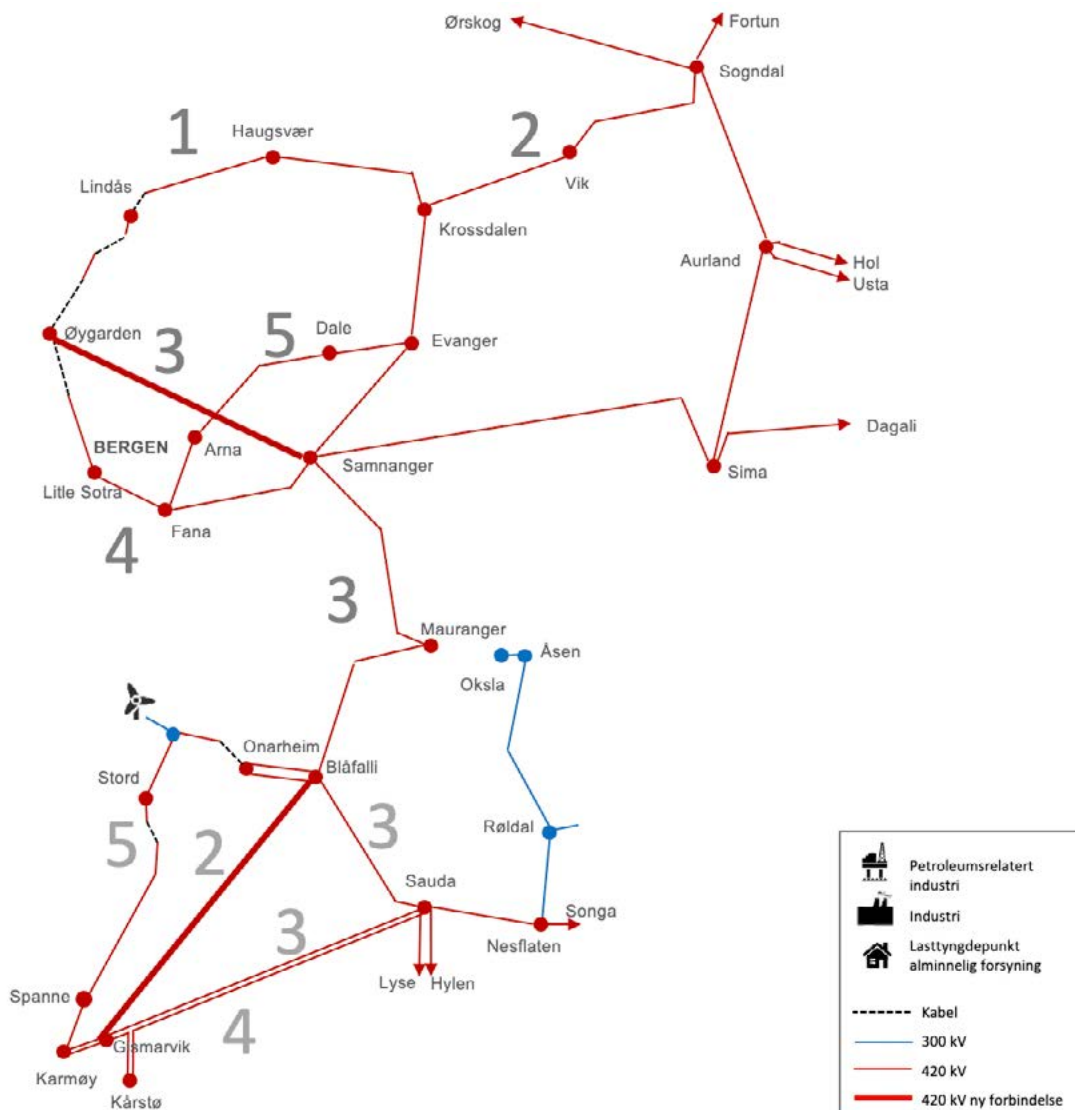 Ørskog
Fortun
Sogndal
1
Haugsvær
2
Vik
Lindås
Krossdalen
Aurland
Hol
Usta
Øygarden
3
5
Dale
Evanger
BERGEN
Arna
Samnanger
Dagali
Sima
Litle Sotra
Fana
4
3
Mauranger
Åsen
Oksla
Onarheim
Blåfalli
Stord
5
2
3
Røldal
Sauda
Songa
Nesflaten
3
Lyse
Hylen
Spanne
4
Gismarvik
Karmøy
Kårstø
Petroleumsrelatert
industri
Industri
Lasttyngdepunkt
alminnelig forsyning
Kabel
300 kV
420 kV
420 kV ny forbindelse